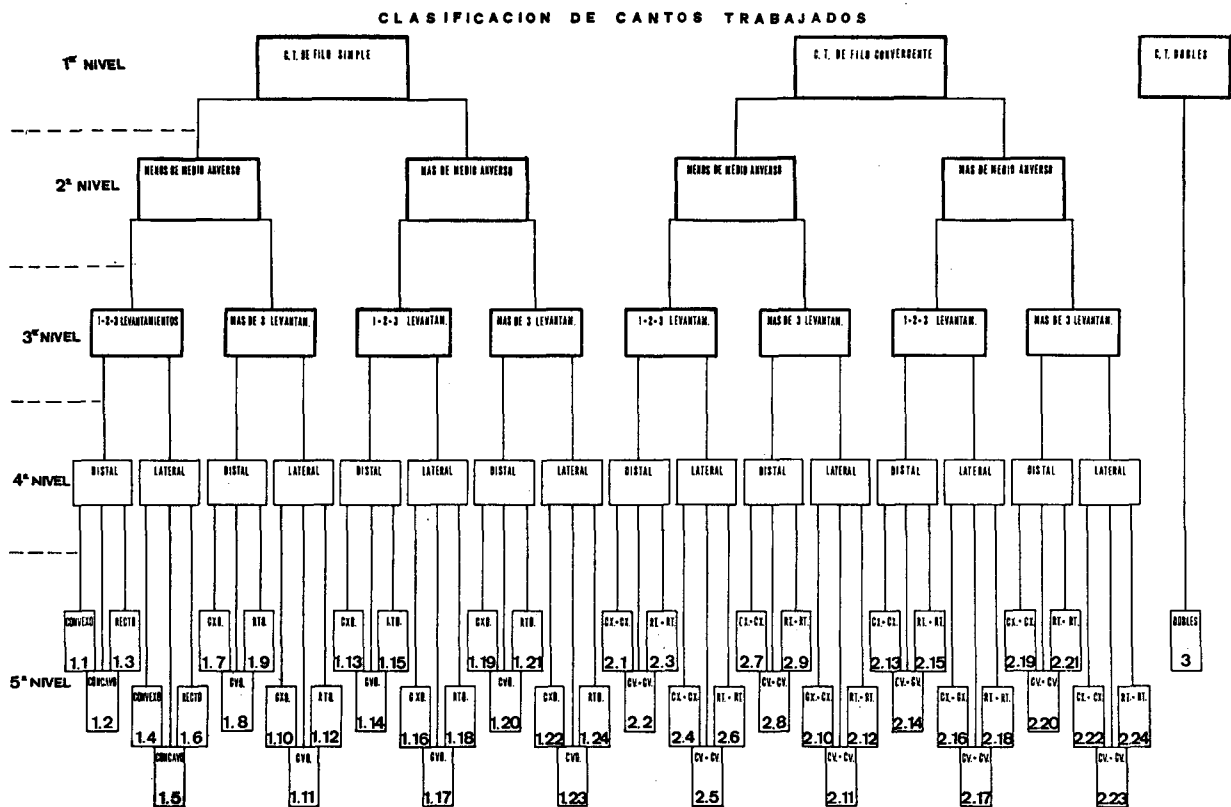 CLASIFICACION DE CANTOS TRABAJADOS
1er NIVEL
C.T. DE FILO SIMPLE
C.T. DE FILO CONVERGENTE
C.T. DOBLES
2º NIVEL
MENOS DE MEDIO ANVERSO
MAS DE MEDIO ANVERSO
MENOS DE MEDIO ANVERSO
MAS DE MEDIO ANVERSO
3er NIVEL
1-2-3 LEVANTAMIENTOS
MAS DE 3 LEVANTAM.
1-2-3 LEVANTAM.
MAS DE 3 LEVANTAM.
1-2-3 LEVANTAM.
MAS DE 3 LEVANTAM.
1-2-3 LEVANTAM.
MAS DE 3 LEVANTAM.
4º NIVEL
DISTAL
LATERAL
DISTAL
LATERAL
DISTAL
LATERAL
DISTAL
LATERAL
DISTAL
LATERAL
DISTAL
LATERAL
DISTAL
LATERAL
DISTAL
LATERAL
5º NIVEL
CONVEXO
1.1
CONCAVO
1.2
RECTO
1.3
CONVEXO
1.4
CONCAVO
1.5
RECTO
1.6
CXO.
1.7
CVO.
1.8
RTO.
1.9
CXO.
1.10
CVO.
1.11
RTO.
1.12
CXO.
1.13
CVO.
1.14
RTO.
1.15
CXO.
1.16
CVO.
1.17
RTO.
1.18
CXO.
1.19
CVO.
1.20
RTO.
1.21
CXO.
1.22
CVO.
1.23
RTO.
1.24
CX.-CX.
2.1
CV.-CV.
2.2
RT.-RT.
2.3
CX.-CX.
2.4
CV.-CV.
2.5
RT.-RT.
2.6
CX.-CX.
2.7
CV.-CV.
2.8
RT.-RT.
2.9
CX.-CX.
2.10
CV.-CV.
2.11
RT.-RT.
2.12
CX.-CX.
2.13
CV.-CV.
2.14
RT.-RT.
2.15
CX.-CX.
2.16
CV.-CV.
2.17
RT.-RT.
2.18
CX.-CX.
2.19
CV.-CV.
2.20
RT.-RT.
2.21
CX.-CX.
2.22
CV.-CV.
2.23
RT.-RT.
2.24
DOBLES
3